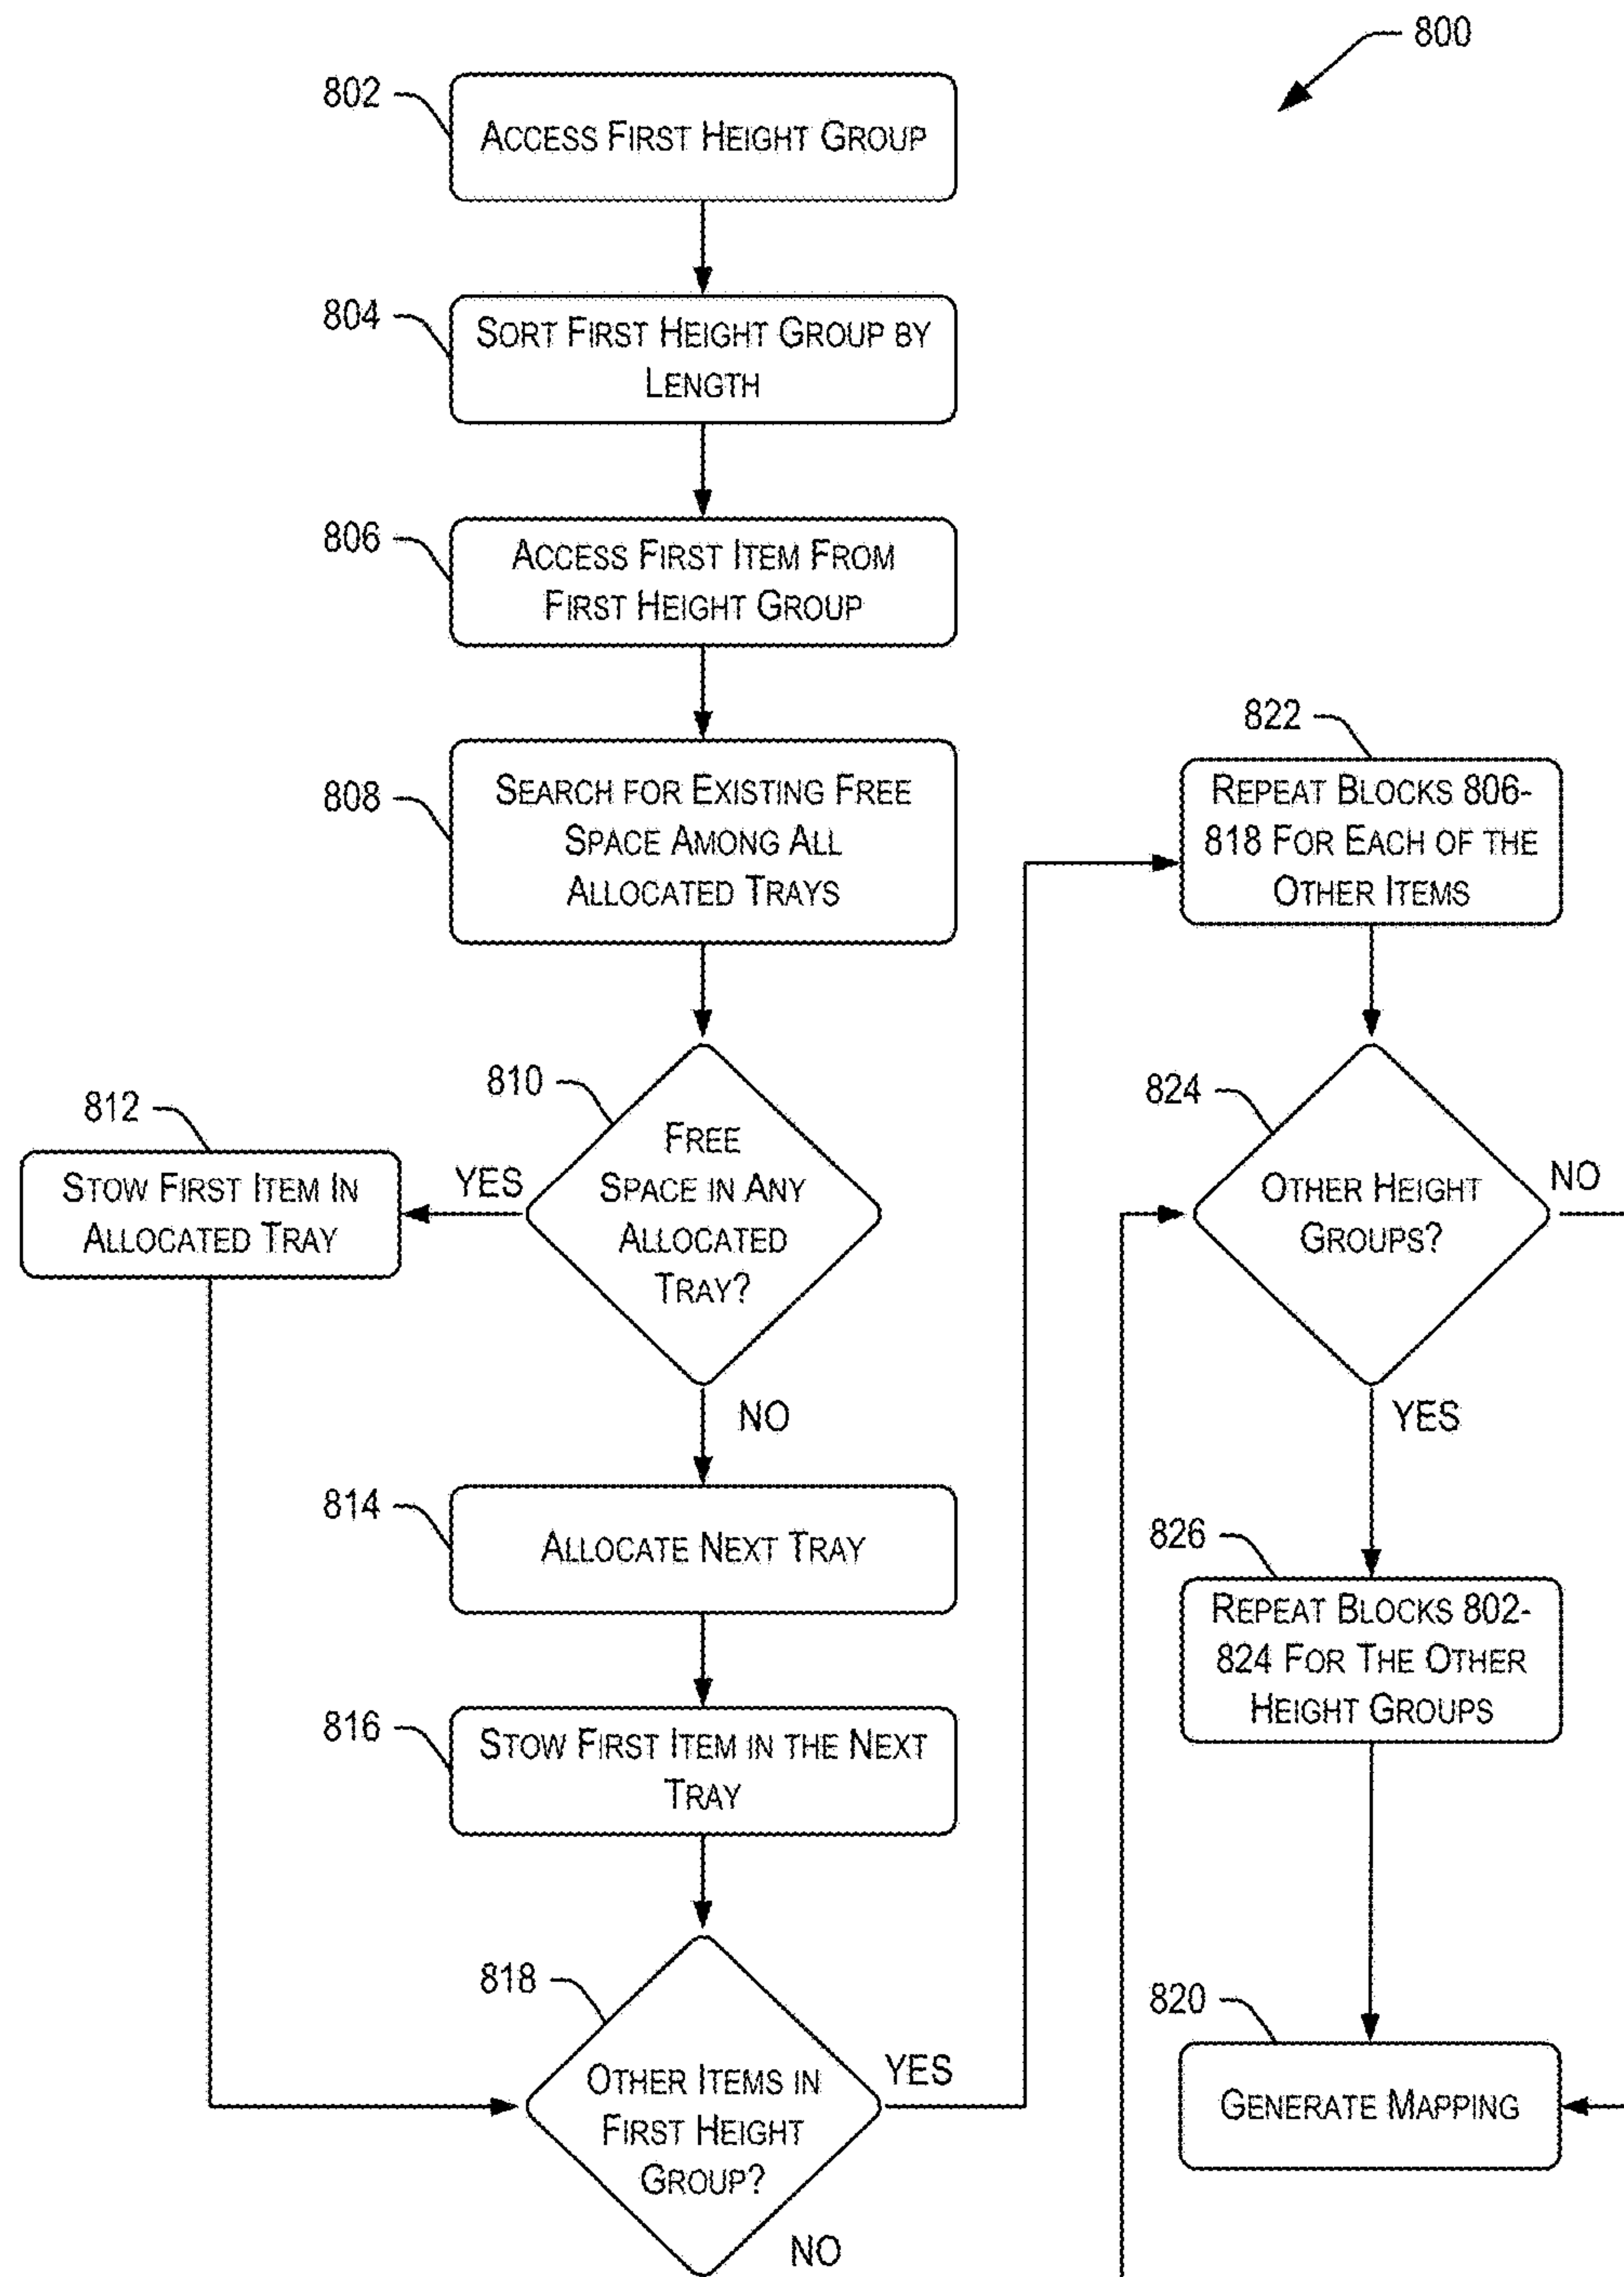 800
802
ACCESS FIRST HEIGHT GROUP
804
SORT FIRST HEIGHT GROUP BY
LENGTH
806
ACCESS FIRST ITEM FROM
FIRST HEIGHT GROUP
808
SEARCH FOR EXISTING FREE
SPACE AMONG ALL
ALLOCATED TRAYS
810
FREE
SPACE IN ANY
ALLOCATED
TRAY?
YES
812
STOW FIRST ITEM IN
ALLOCATED TRAY
NO
814
ALLOCATE NEXT TRAY
816
STOW FIRST ITEM IN THE NEXT
TRAY
818
OTHER ITEMS IN
FIRST HEIGHT
GROUP?
YES
NO
822
REPEAT BLOCKS 806-
818 FOR EACH OF THE
OTHER ITEMS
824
OTHER HEIGHT
GROUPS?
NO
YES
826
REPEAT BLOCKS 802-
824 FOR THE OTHER
HEIGHT GROUPS
820
GENERATE MAPPING